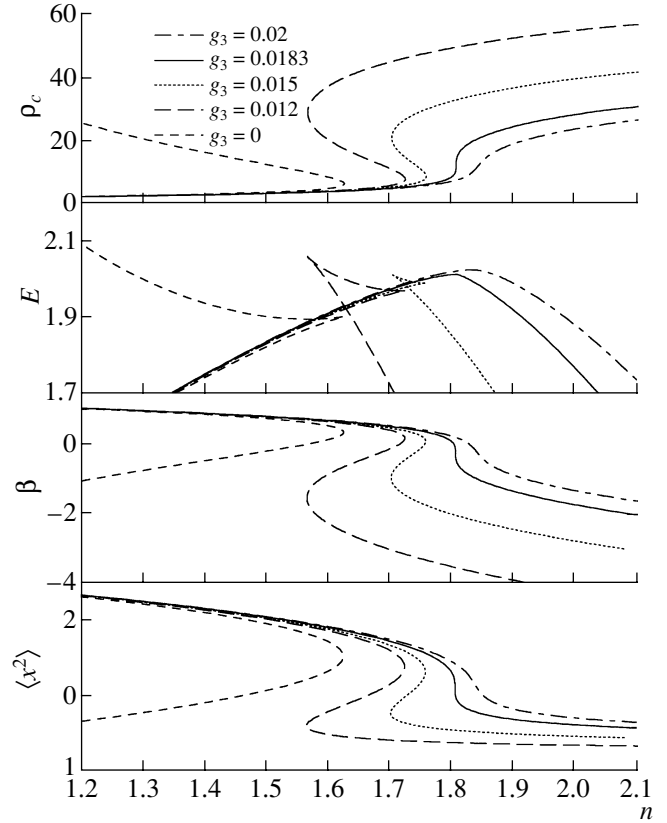 60
g₃ = 0.02
g₃ = 0.0183
40
g₃ = 0.015
ρc
g₃ = 0.012
20
g₃ = 0
0
2.1
E
1.9
1.7
0
β
−2
−4
2
⟨x²⟩
0
1
1.2 1.3 1.4 1.5 1.6 1.7 1.8 1.9 2.0 2.1
n